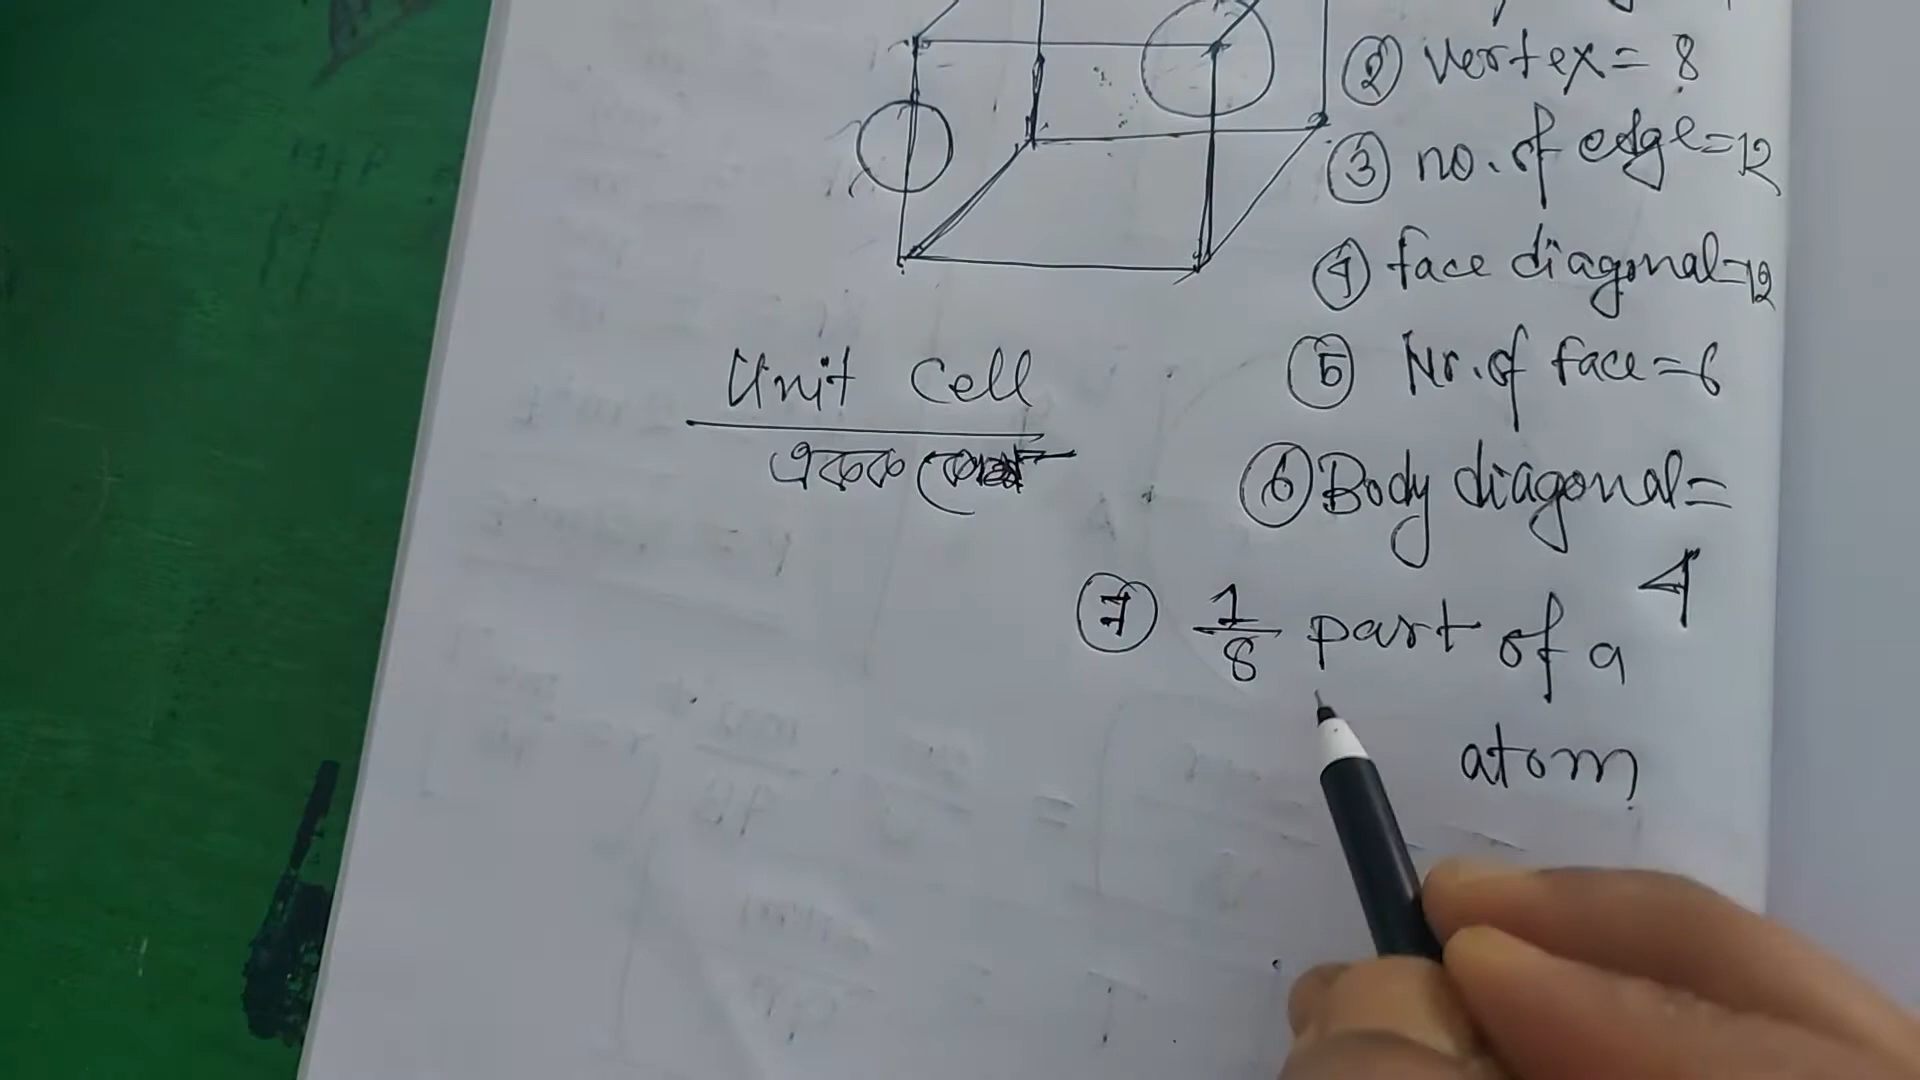 ② Vertex = 8
③ no. of edge = 12
④ face diagonal = 12
Unit Cell
⑤ Nr. of face = 6
একক
⑥ Body diagonal =
4
⑦ 1/8 part of a
atom